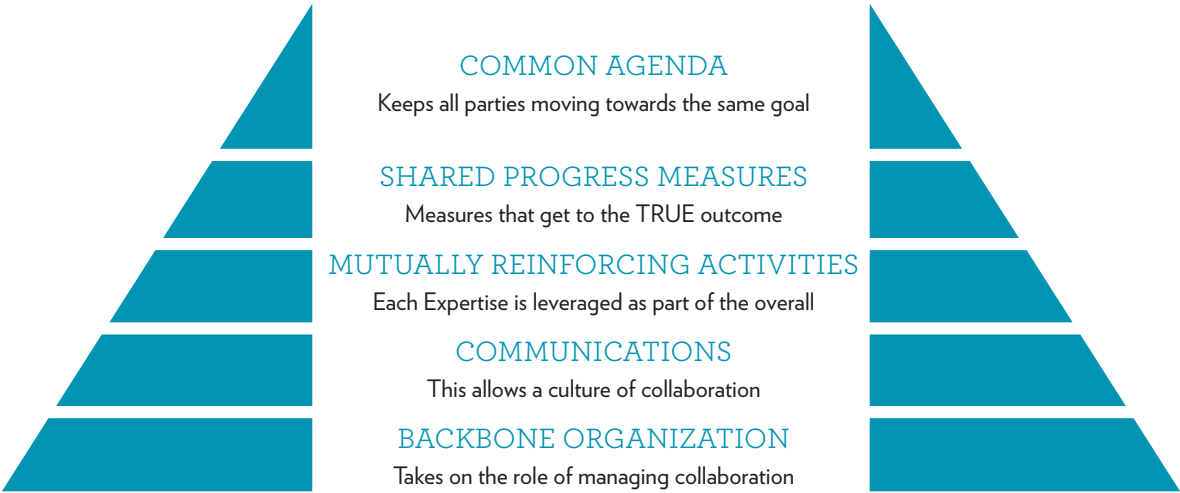 COMMON AGENDA
Keeps all parties moving towards the same goal
SHARED PROGRESS MEASURES
Measures that get to the TRUE outcome
MUTUALLY REINFORCING ACTIVITIES
Each Expertise is leveraged as part of the overall
COMMUNICATIONS
This allows a culture of collaboration
BACKBONE ORGANIZATION
Takes on the role of managing collaboration